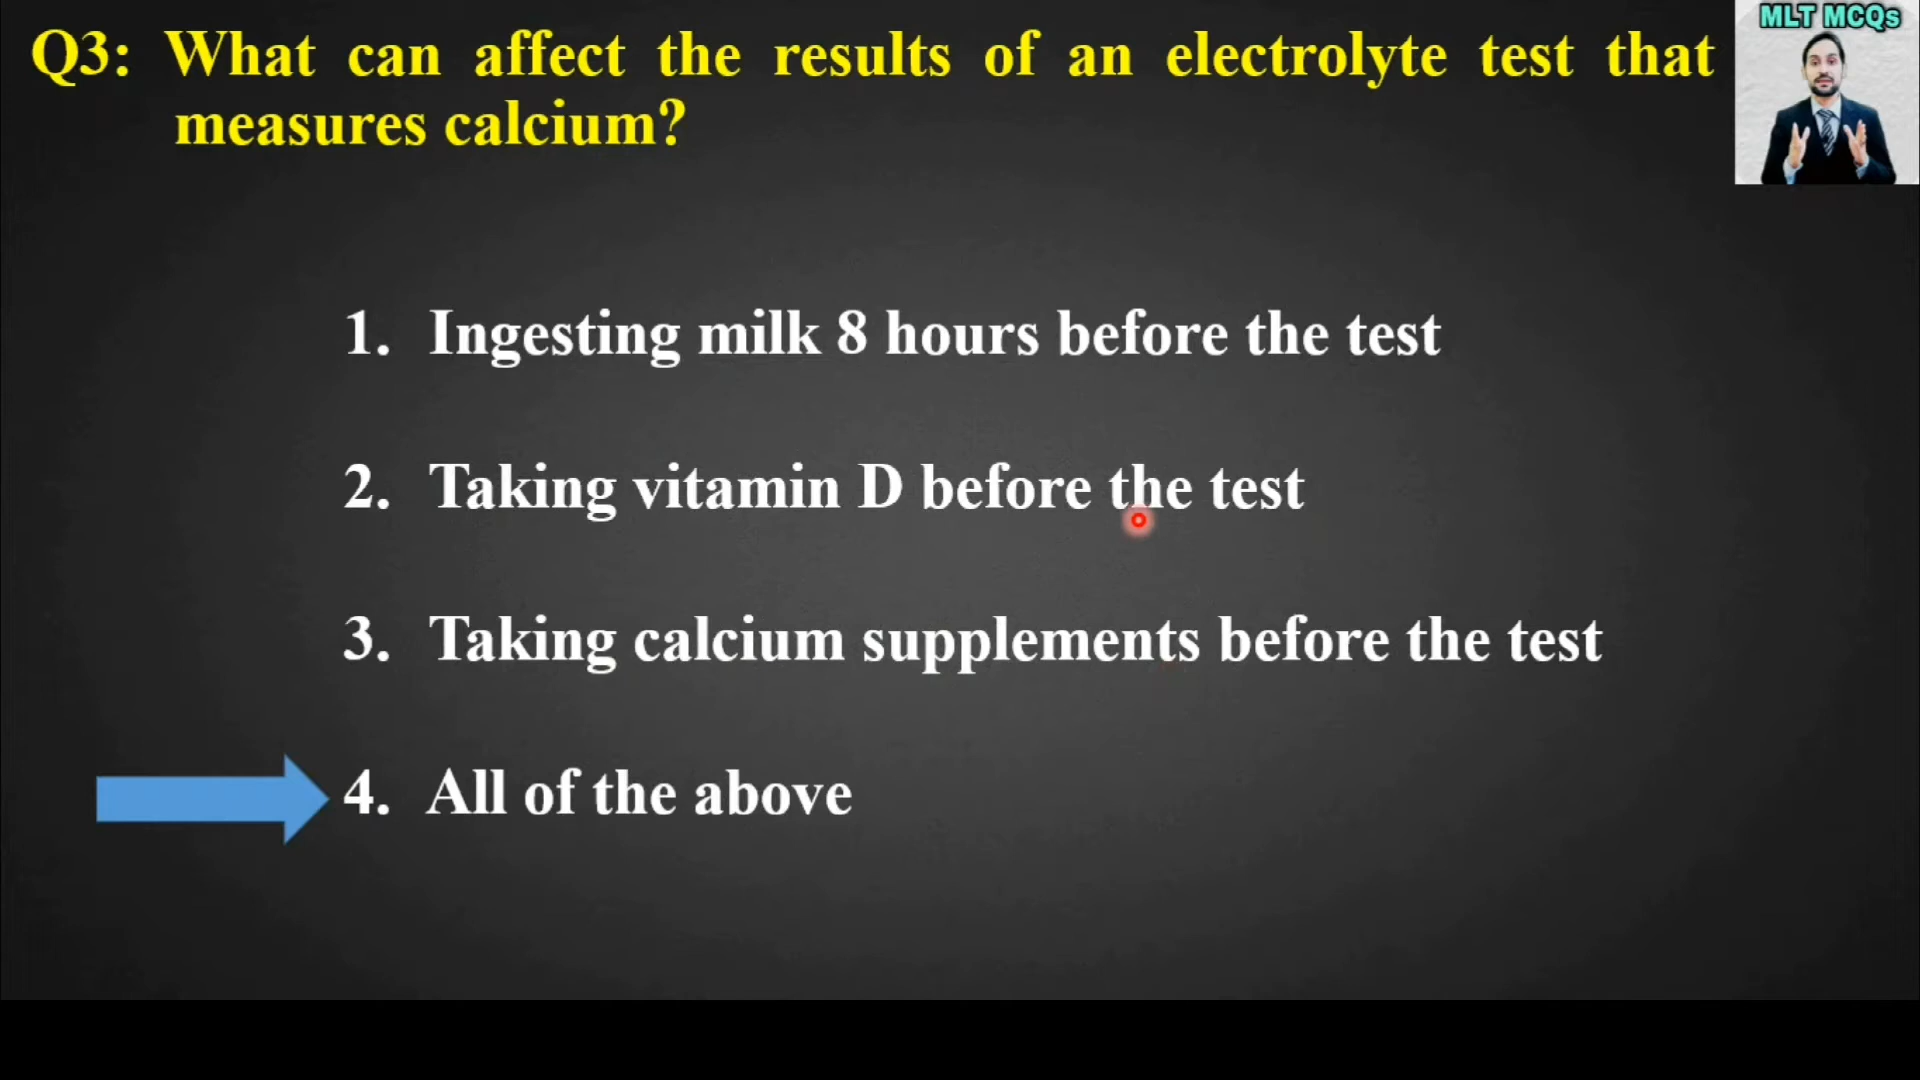 MLT MCQs
Q3: What can affect the results of an electrolyte test that
measures calcium?
1. Ingesting milk 8 hours before the test
2. Taking vitamin D before the test
3. Taking calcium supplements before the test
4. All of the above